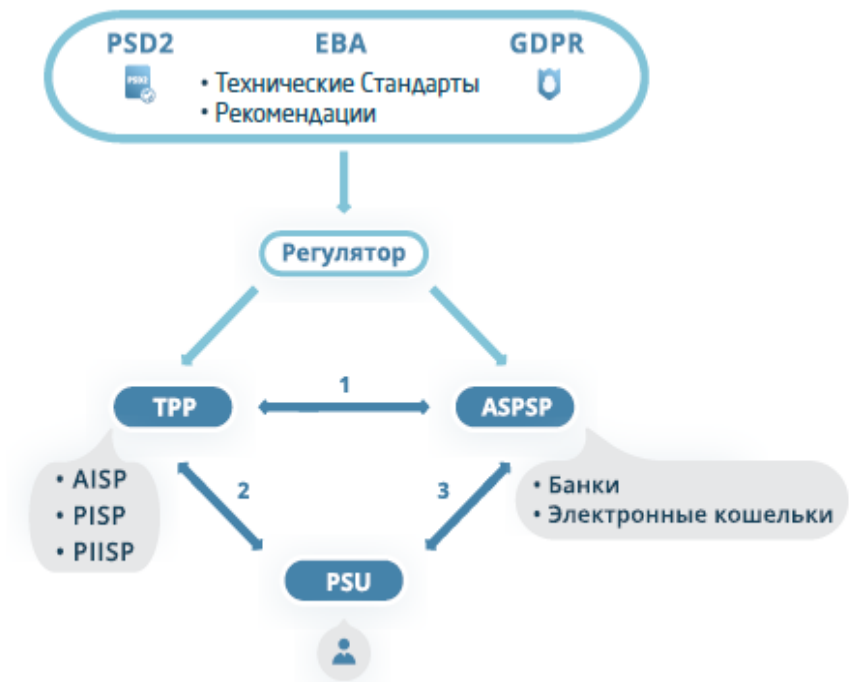 PSD2 EBA GDPR
PSD2
• Технические Стандарты
• Рекомендации
Регулятор
1
TPP ASPSP
• AISP
• PISP
• PIISP
2 3
• Банки
• Электронные кошельки
PSU